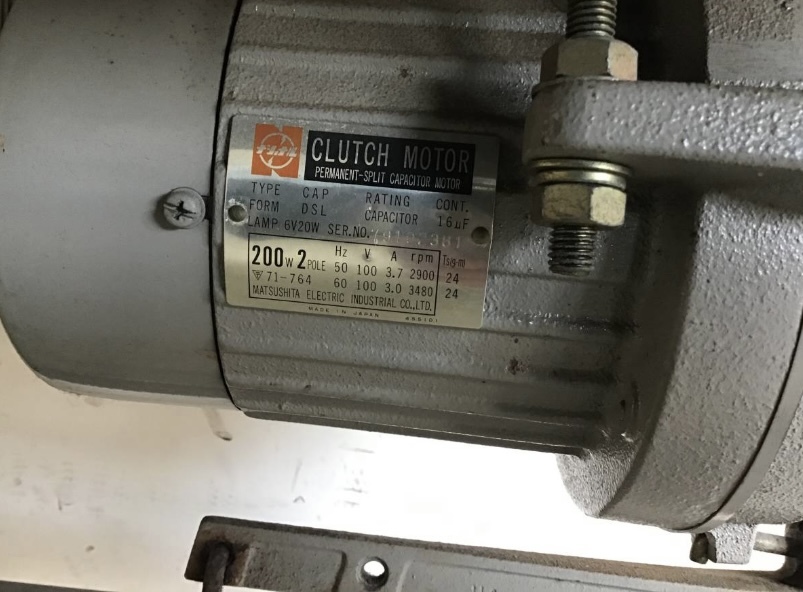 CLUTCH MOTOR
PERMANENT-SPLIT CAPACITOR MOTOR
TYPE CAP RATING CONT.
FORM DSL CAPACITOR 16μF
LAMP 6V20W SER.NO.
Hz V A rpm Ts(g-m)
200W 2POLE 50 100 3.7 2900 24
71-764 60 100 3.0 3480 24
MATSUSHITA ELECTRIC INDUSTRIAL CO.,LTD.
MADE IN JAPAN